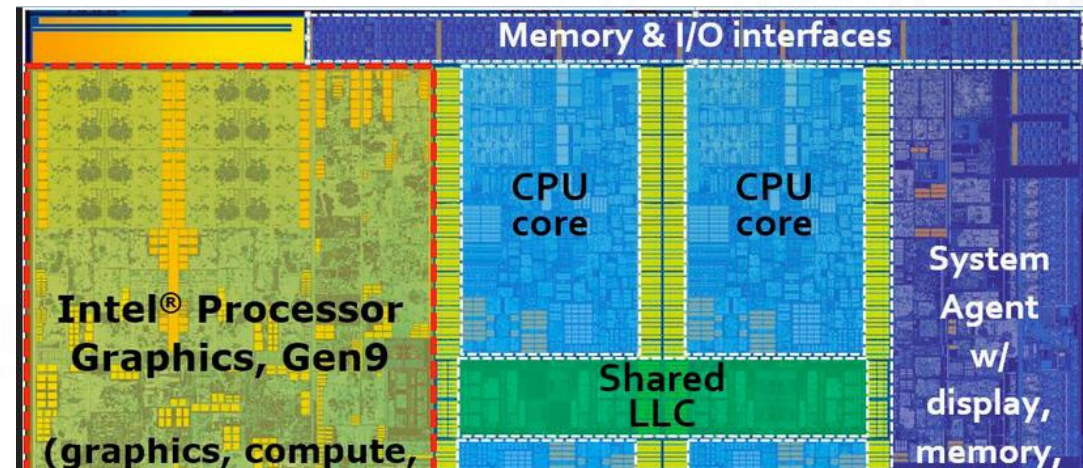 Memory & I/O interfaces
CPU
core
CPU
core
System
Agent
w/
display,
memory,
Intel® Processor
Graphics, Gen9
(graphics, compute,
Shared
LLC